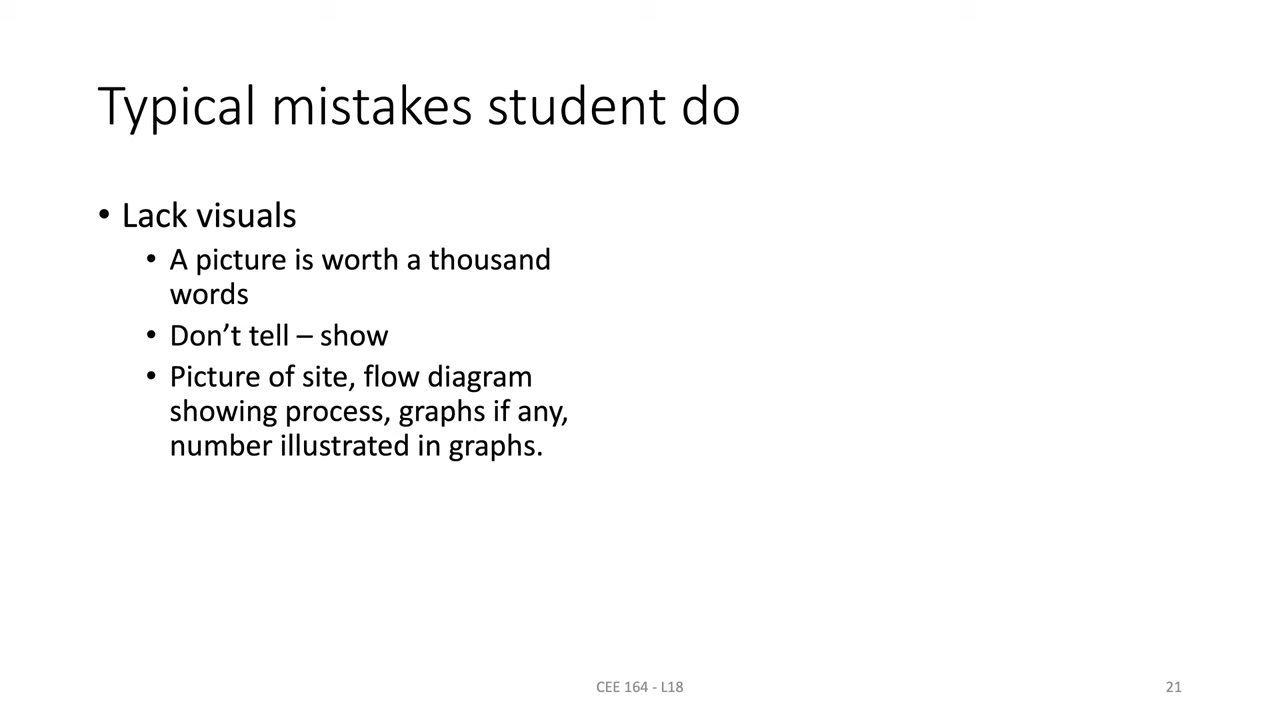 Typical mistakes student do
• Lack visuals
• A picture is worth a thousand
words
• Don’t tell – show
• Picture of site, flow diagram
showing process, graphs if any,
number illustrated in graphs.
CEE 164 - L18
21